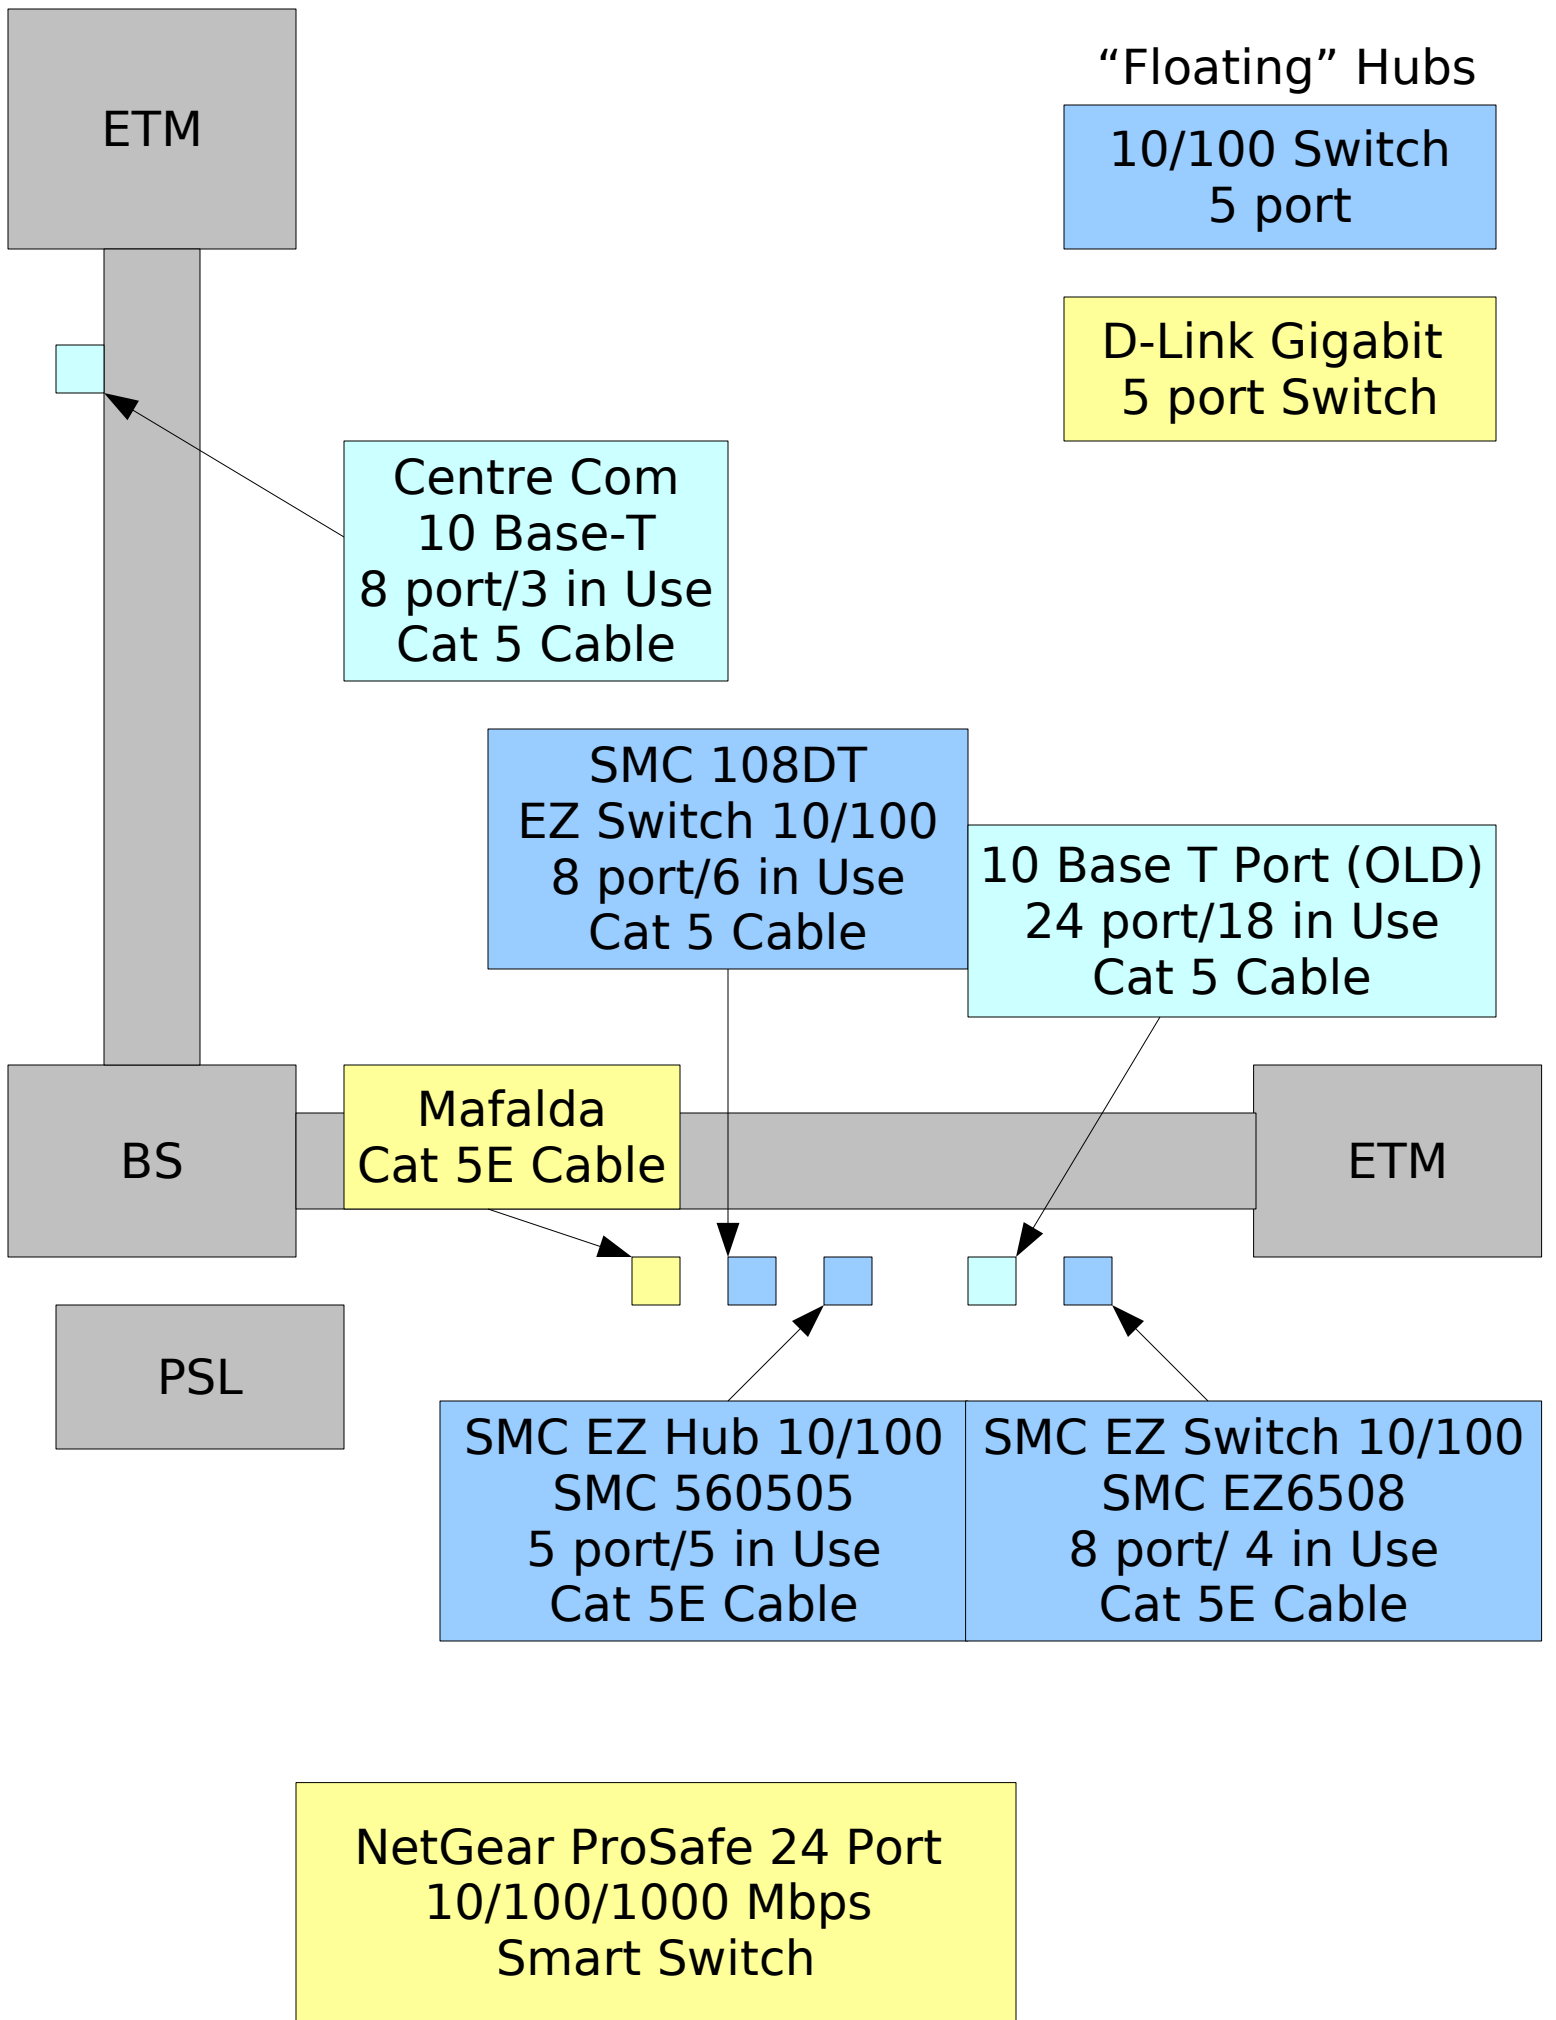 ETM
“Floating” Hubs
10/100 Switch
5 port
D-Link Gigabit
5 port Switch
Centre Com
10 Base-T
8 port/3 in Use
Cat 5 Cable
SMC 108DT
EZ Switch 10/100
8 port/6 in Use
Cat 5 Cable
10 Base T Port (OLD)
24 port/18 in Use
Cat 5 Cable
BS
Mafalda
Cat 5E Cable
ETM
PSL
SMC EZ Hub 10/100
SMC 560505
5 port/5 in Use
Cat 5E Cable
SMC EZ Switch 10/100
SMC EZ6508
8 port/ 4 in Use
Cat 5E Cable
NetGear ProSafe 24 Port
10/100/1000 Mbps
Smart Switch